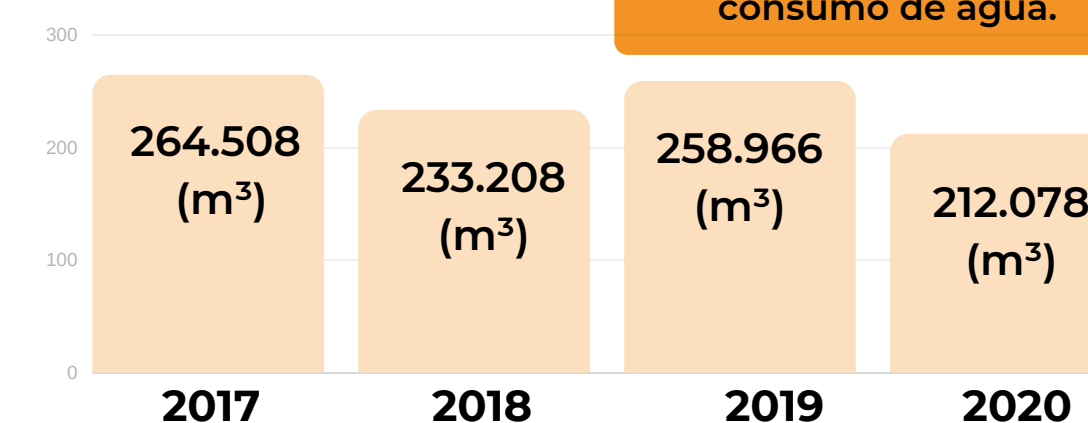 consumo de água.
300
264.508
(m³)
200
258.966
(m³)
233.208
(m³)
212.078
(m³)
100
0
2017 2018 2019 2020